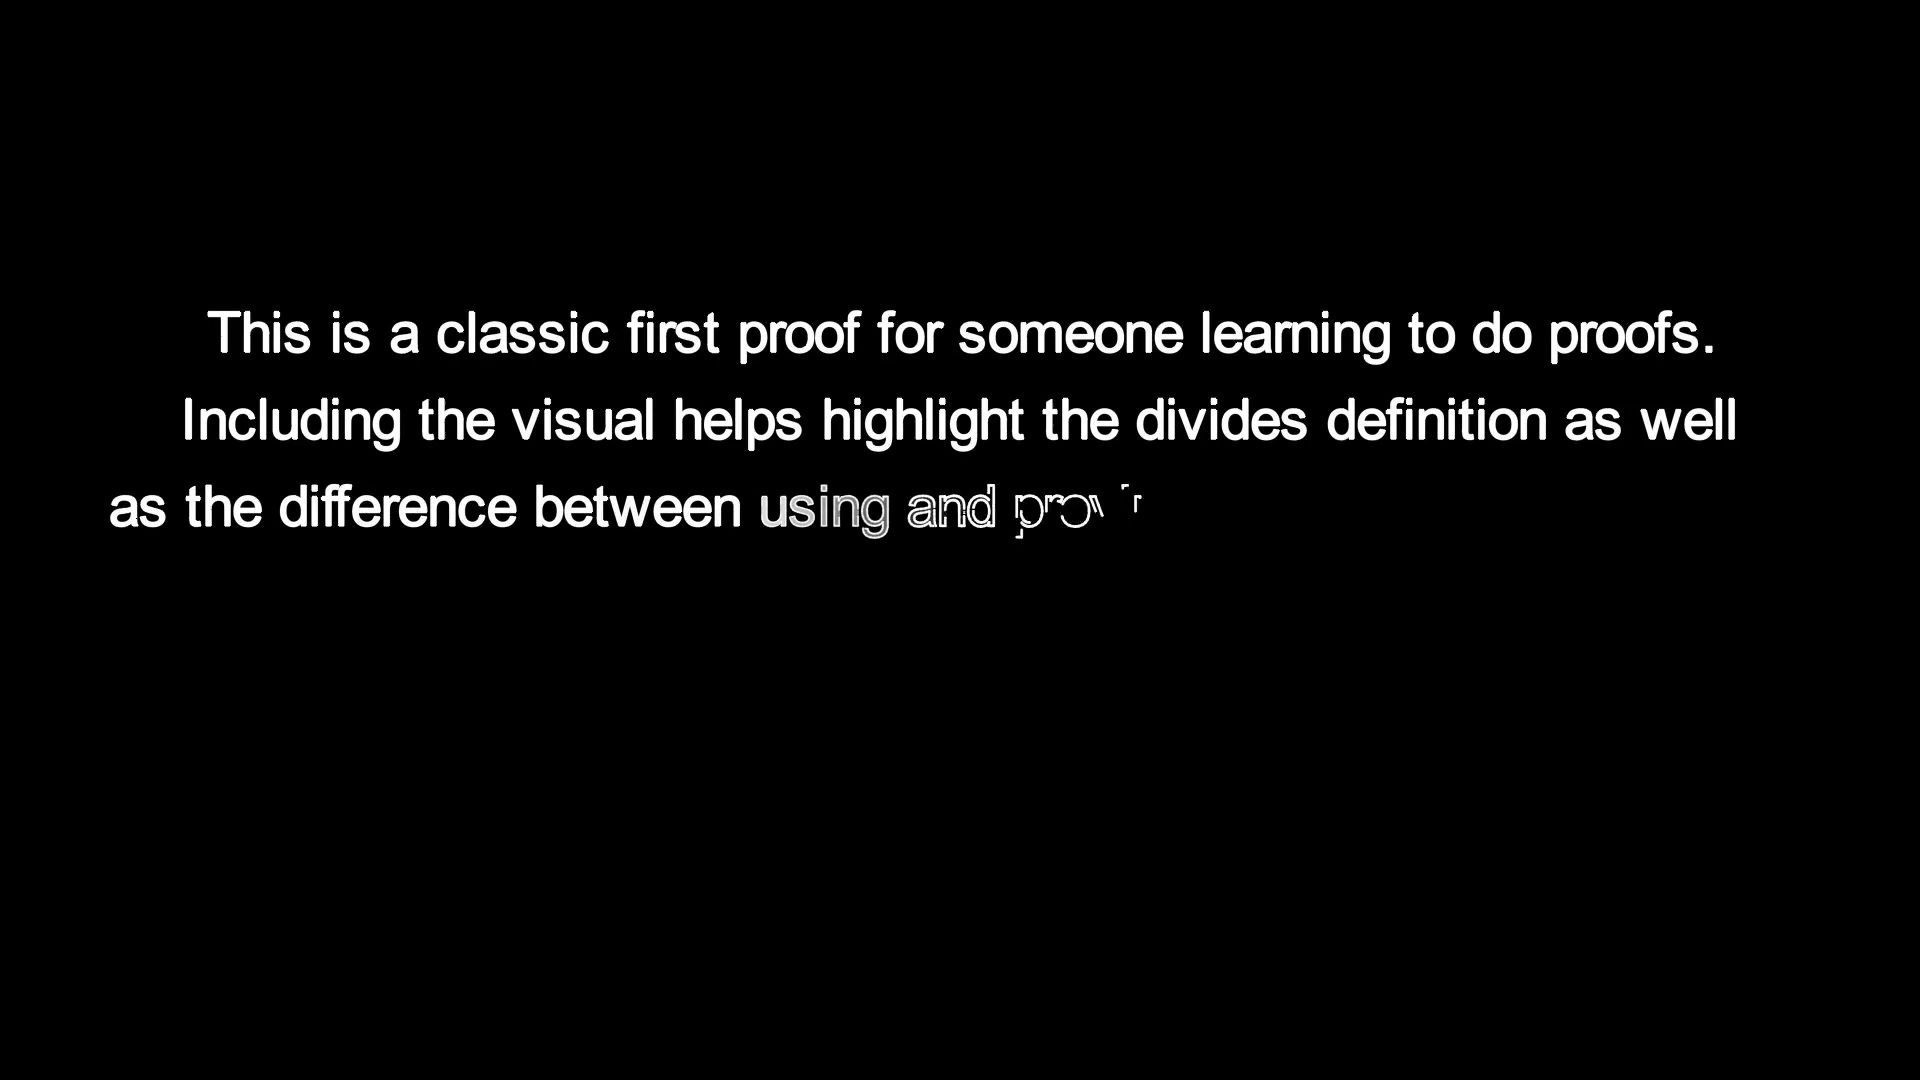 This is a classic first proof for someone learning to do proofs.
Including the visual helps highlight the divides definition as well
as the difference between using and